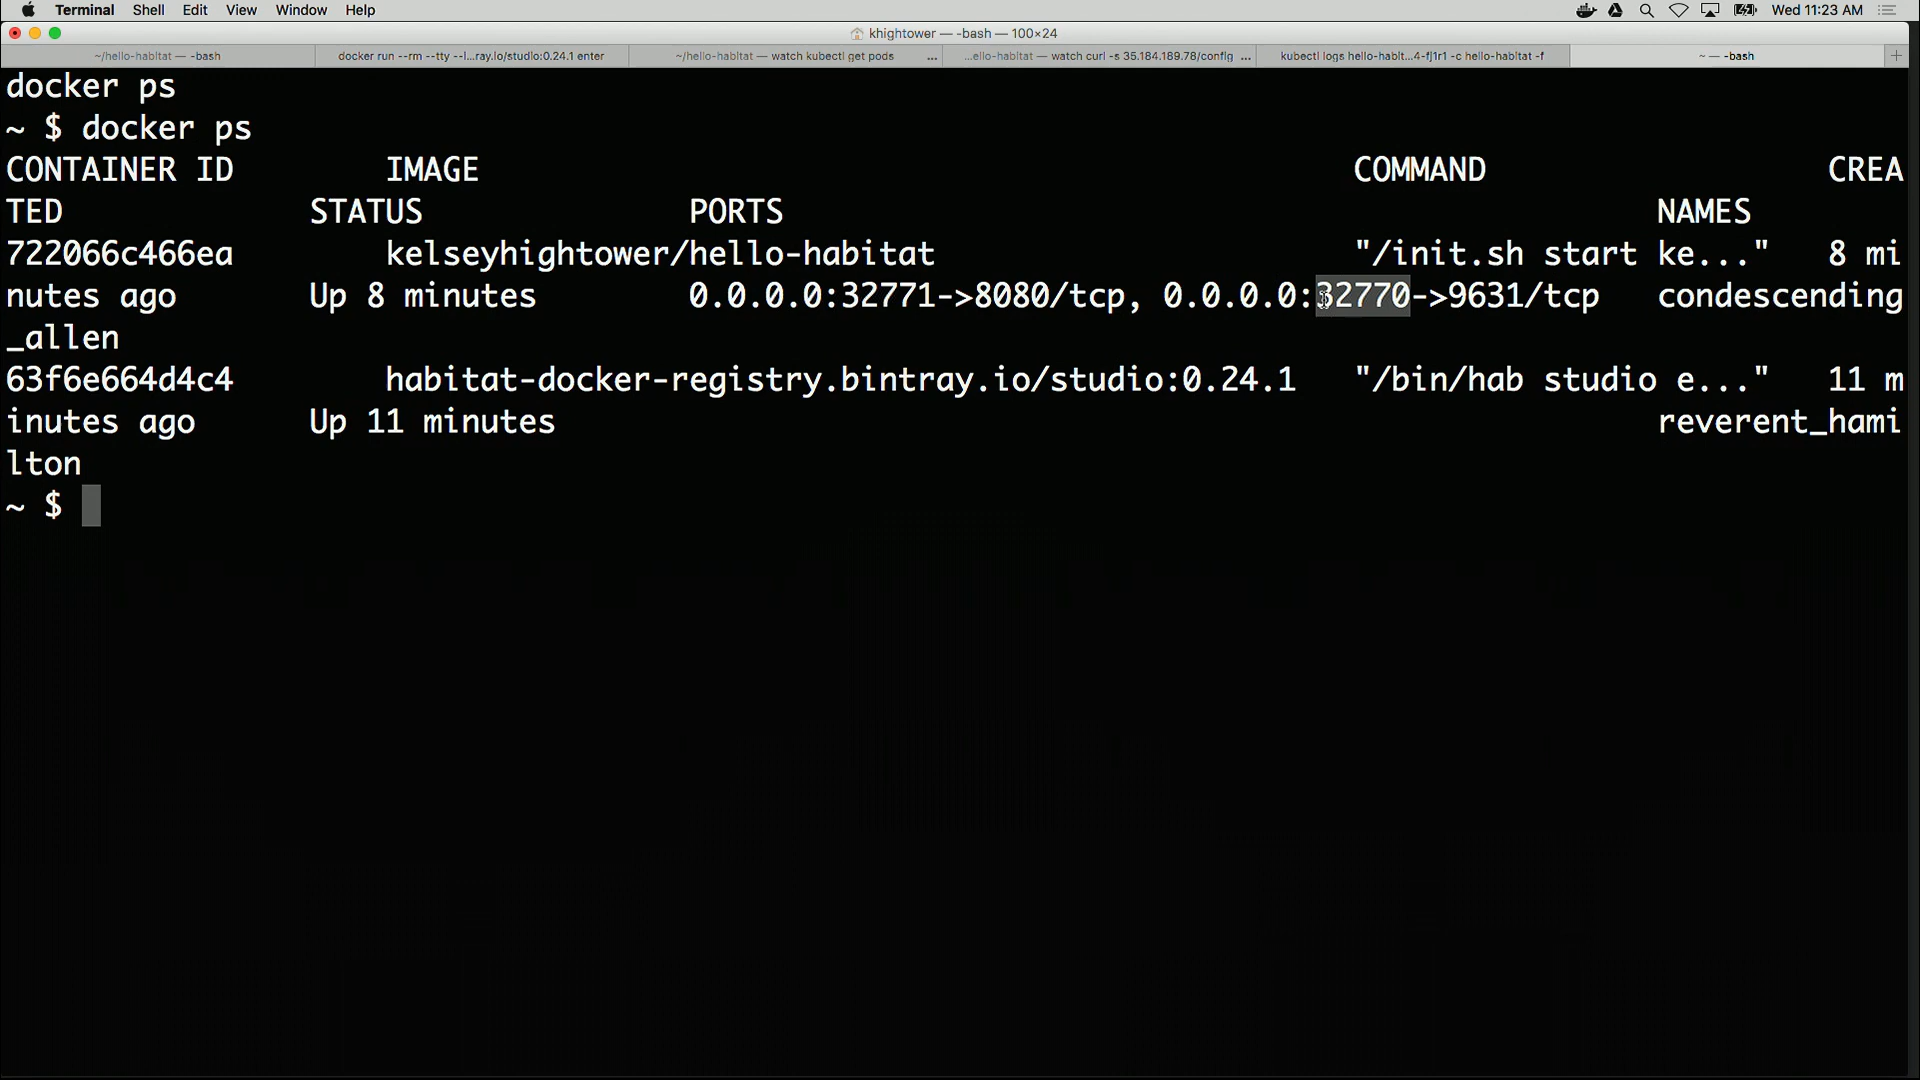 Terminal Shell Edit View Window Help Wed 11:23 AM
khightower — -bash — 100×24
~/hello-habitat — -bash docker run --rm --tty --l...ray.io/studio:0.24.1 enter ~/hello-habitat — watch kubectl get pods ... ...ello-habitat — watch curl -s 35.184.189.78/config ... kubectl logs hello-habit...4-fj1r1 -c hello-habitat -f ~ — -bash
docker ps
~ $ docker ps
CONTAINER ID IMAGE COMMAND CREA
TED STATUS PORTS NAMES
722066c466ea kelseyhightower/hello-habitat "/init.sh start ke..." 8 mi
nutes ago Up 8 minutes 0.0.0.0:32771->8080/tcp, 0.0.0.0:32770->9631/tcp condescending
_allen
63f6e664d4c4 habitat-docker-registry.bintray.io/studio:0.24.1 "/bin/hab studio e..." 11 m
inutes ago Up 11 minutes reverent_hami
lton
~ $